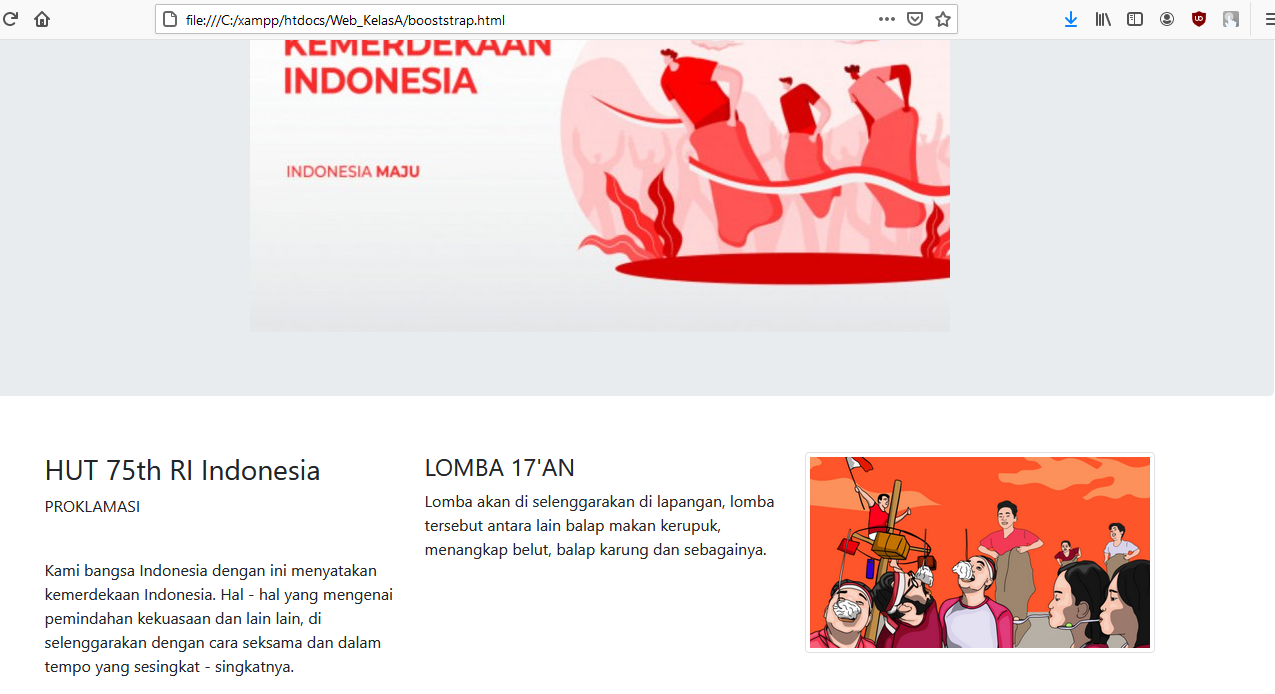 file:///C:/xampp/htdocs/Web_KelasA/booststrap.html
KEMERDEKAAN
INDONESIA
INDONESIA MAJU
HUT 75th RI Indonesia
PROKLAMASI
Kami bangsa Indonesia dengan ini menyatakan
kemerdekaan Indonesia. Hal - hal yang mengenai
pemindahan kekuasaan dan lain lain, di
selenggarakan dengan cara seksama dan dalam
tempo yang sesingkat - singkatnya.
LOMBA 17'AN
Lomba akan di selenggarakan di lapangan, lomba
tersebut antara lain balap makan kerupuk,
menangkap belut, balap karung dan sebagainya.